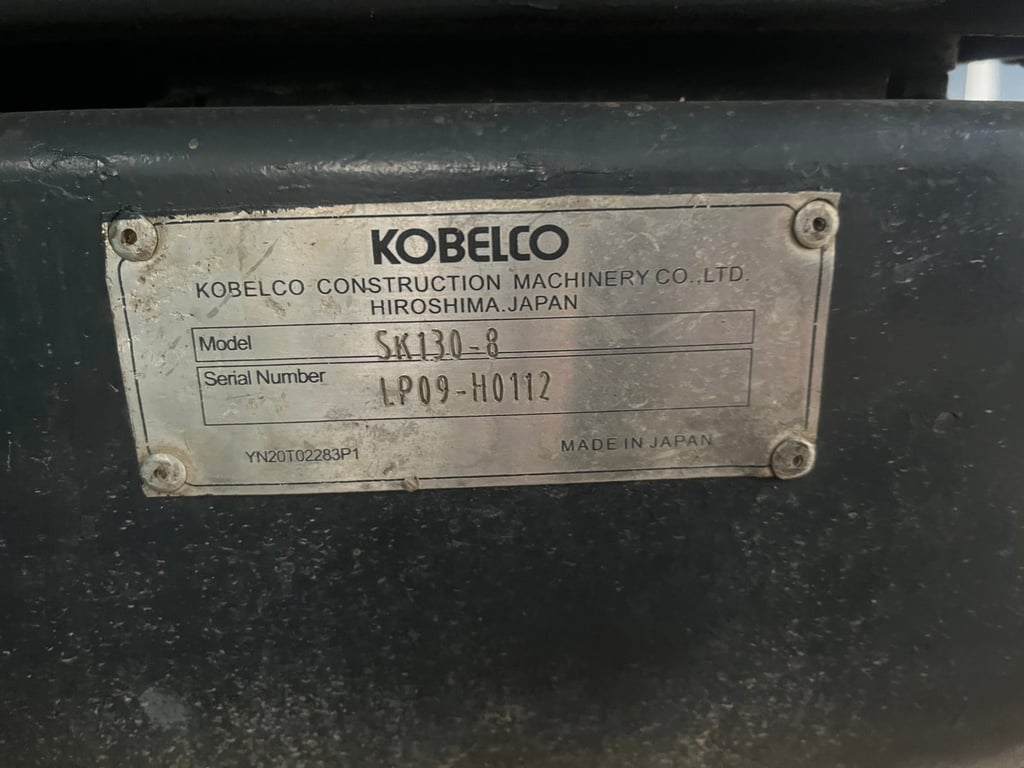 KOBELCO
KOBELCO CONSTRUCTION MACHINERY CO.,LTD.
HIROSHIMA.JAPAN
Model SK130-8
Serial Number LP09-H0112
YN20T02283P1 MADE IN JAPAN